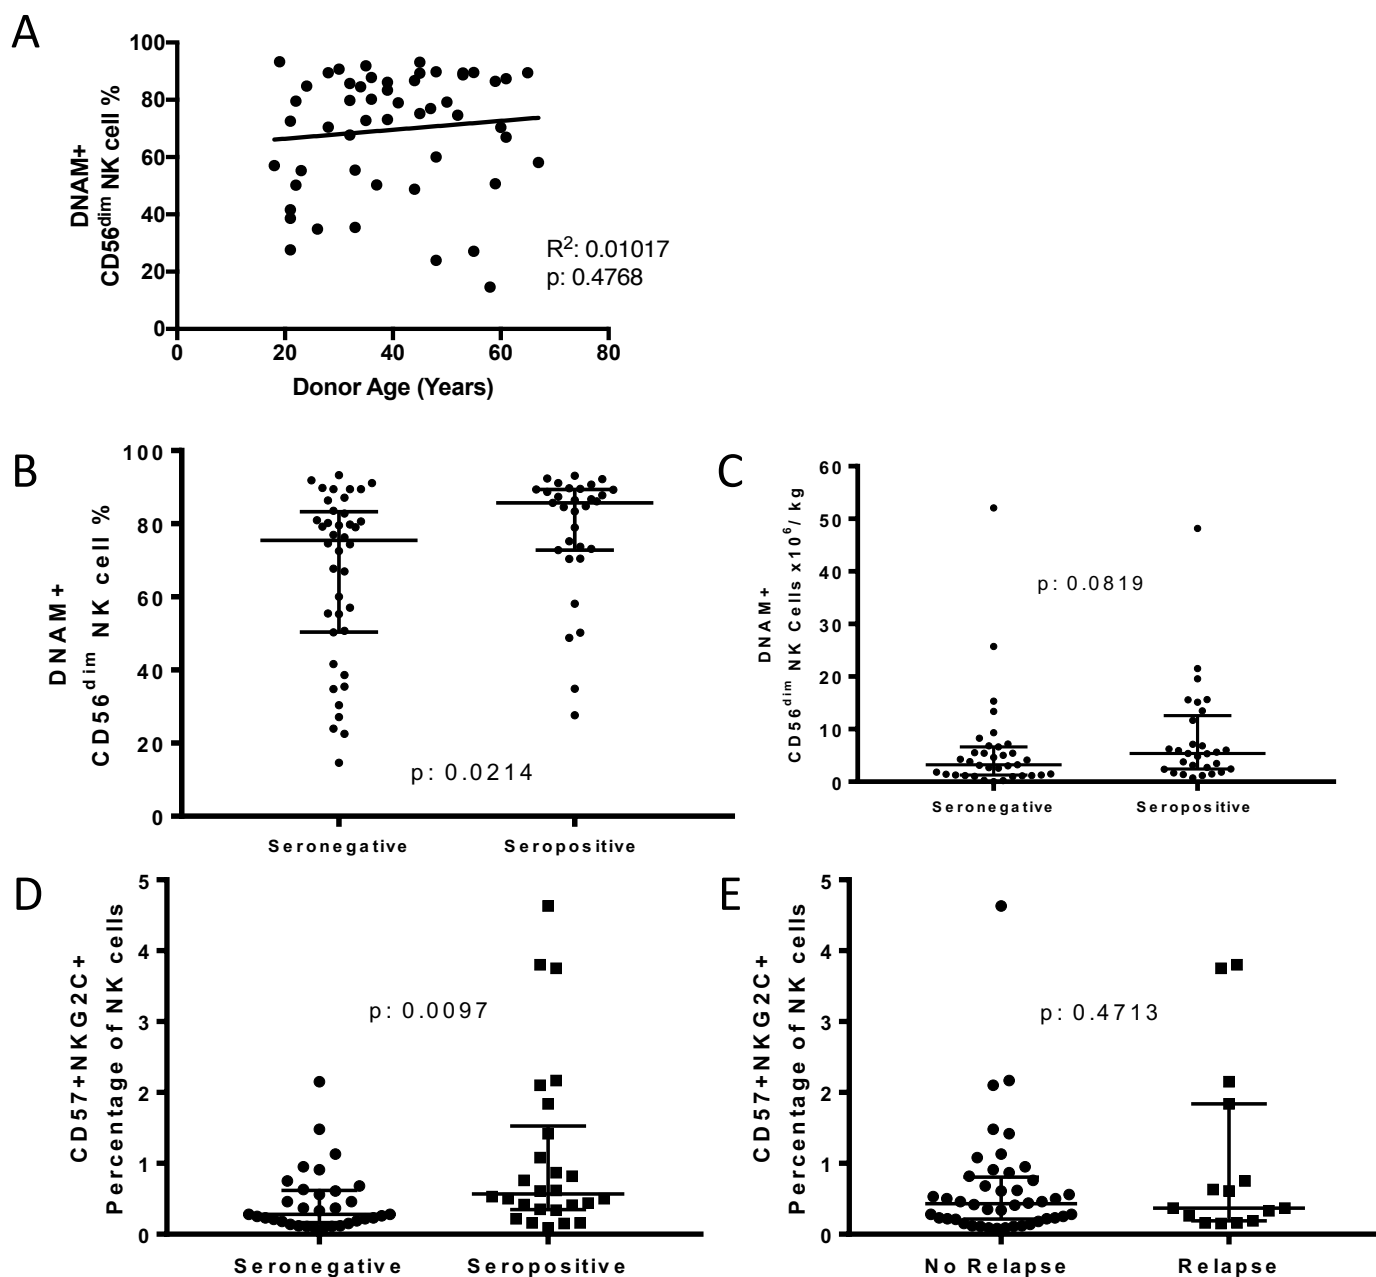 A
DNAM+
CD56dim NK cell %
100
80
60
40
20
0
R2: 0.01017
p: 0.4768
0 20 40 60 80
Donor Age (Years)
B
DNAM+
CD56dim NK cell %
100
80
60
40
20
0
p: 0.0214
Seronegative Seropositive
C
DNAM+
CD56dim NK Cells x106/ kg
60
50
40
30
20
10
0
p: 0.0819
Seronegative Seropositive
D
CD57+NKG2C+
Percentage of NK cells
5
4
3
2
1
0
p: 0.0097
Seronegative Seropositive
E
CD57+NKG2C+
Percentage of NK cells
5
4
3
2
1
0
p: 0.4713
No Relapse Relapse